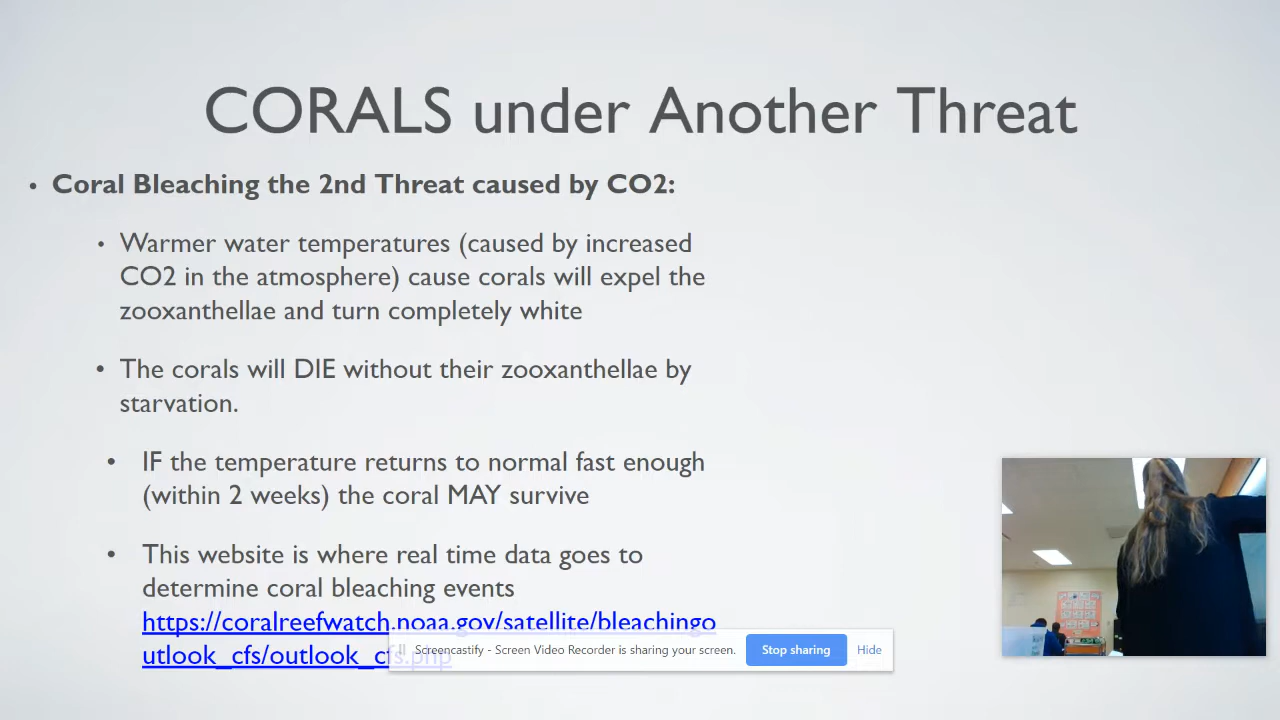 CORALS under Another Threat
• Coral Bleaching the 2nd Threat caused by CO2:
• Warmer water temperatures (caused by increased
CO2 in the atmosphere) cause corals will expel the
zooxanthellae and turn completely white
• The corals will DIE without their zooxanthellae by
starvation.
• IF the temperature returns to normal fast enough
(within 2 weeks) the coral MAY survive
• This website is where real time data goes to
determine coral bleaching events
https://coralreefwatch.noaa.gov/satellite/bleachingo
utlook_cfs/outlook_cfs.php
Screencastify - Screen Video Recorder is sharing your screen. Stop sharing Hide